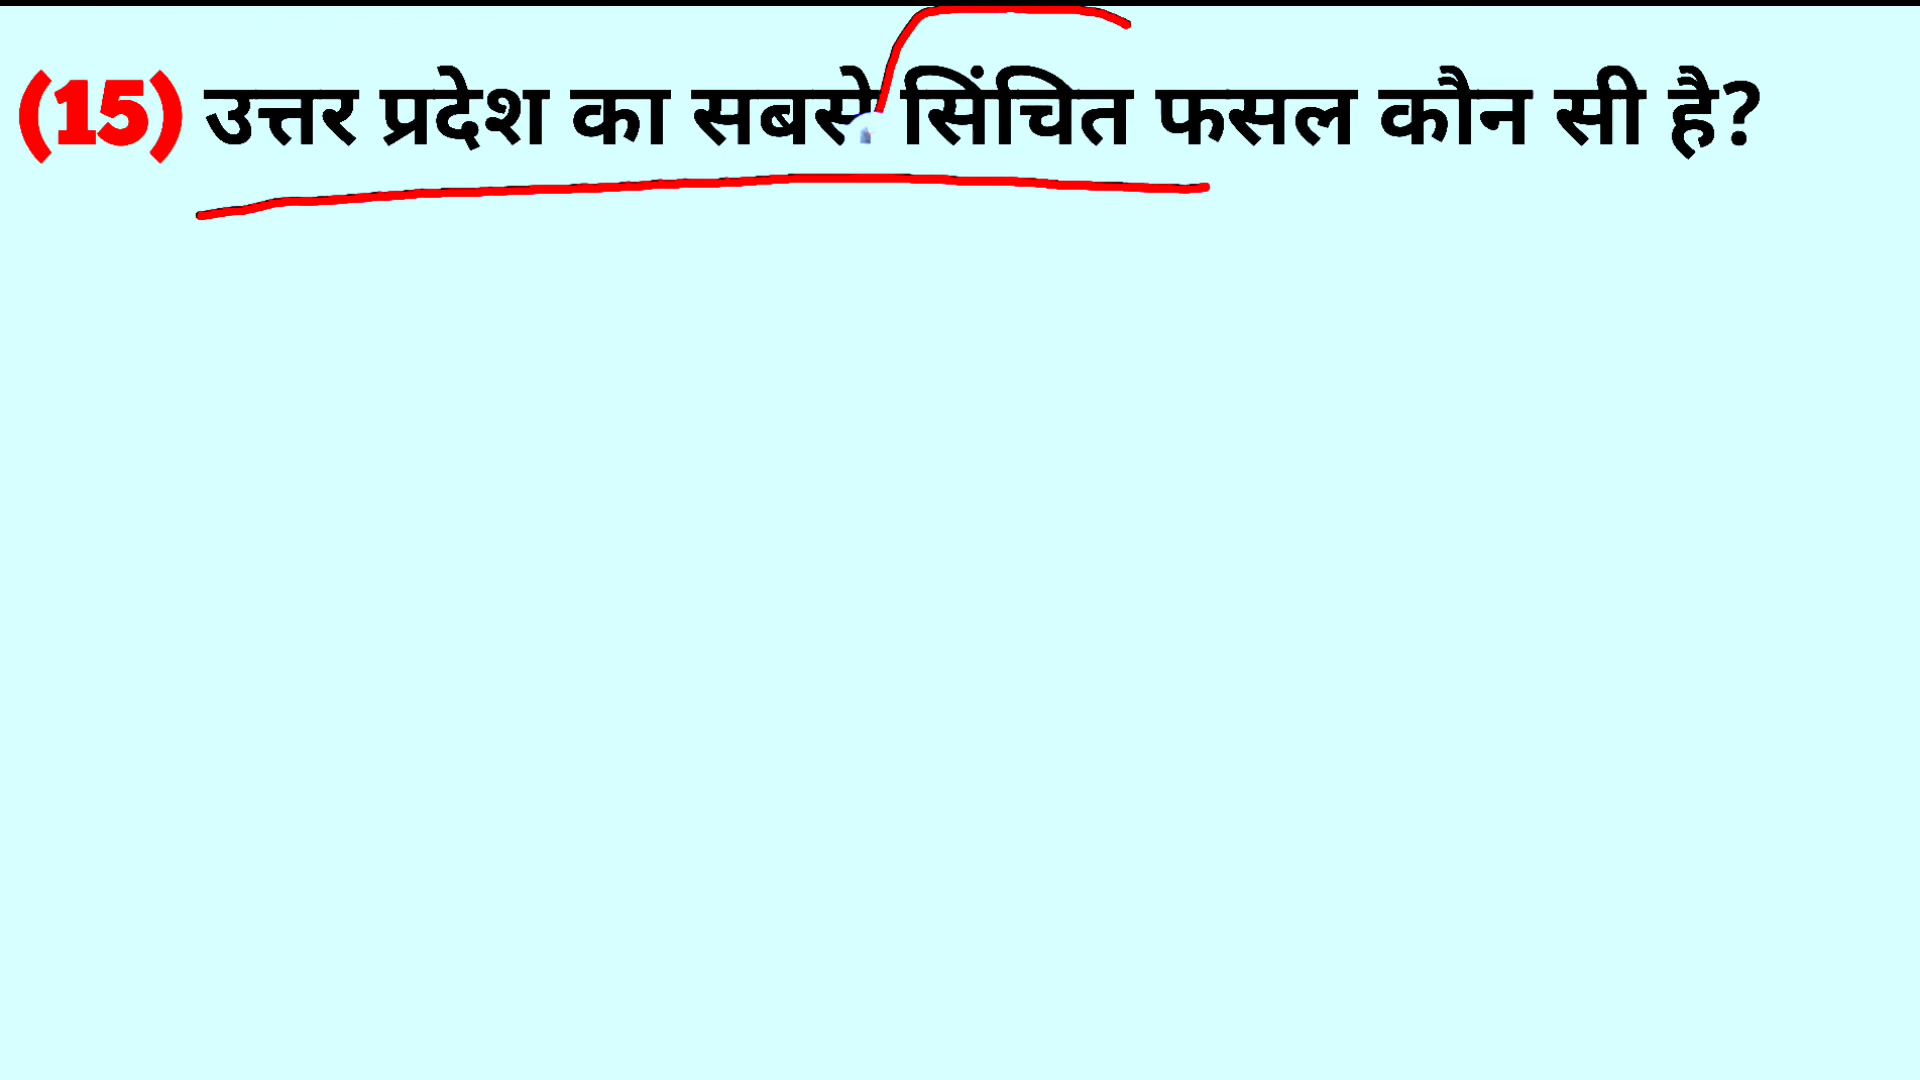 (15) उत्तर प्रदेश का सबसे सिंचित फसल कौन सी है?